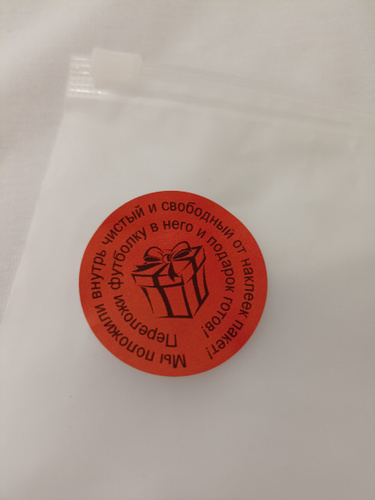 Мы положили внутрь чистый и свободный от наклеек пакет!
Переложи футболку в него и подарок готов!